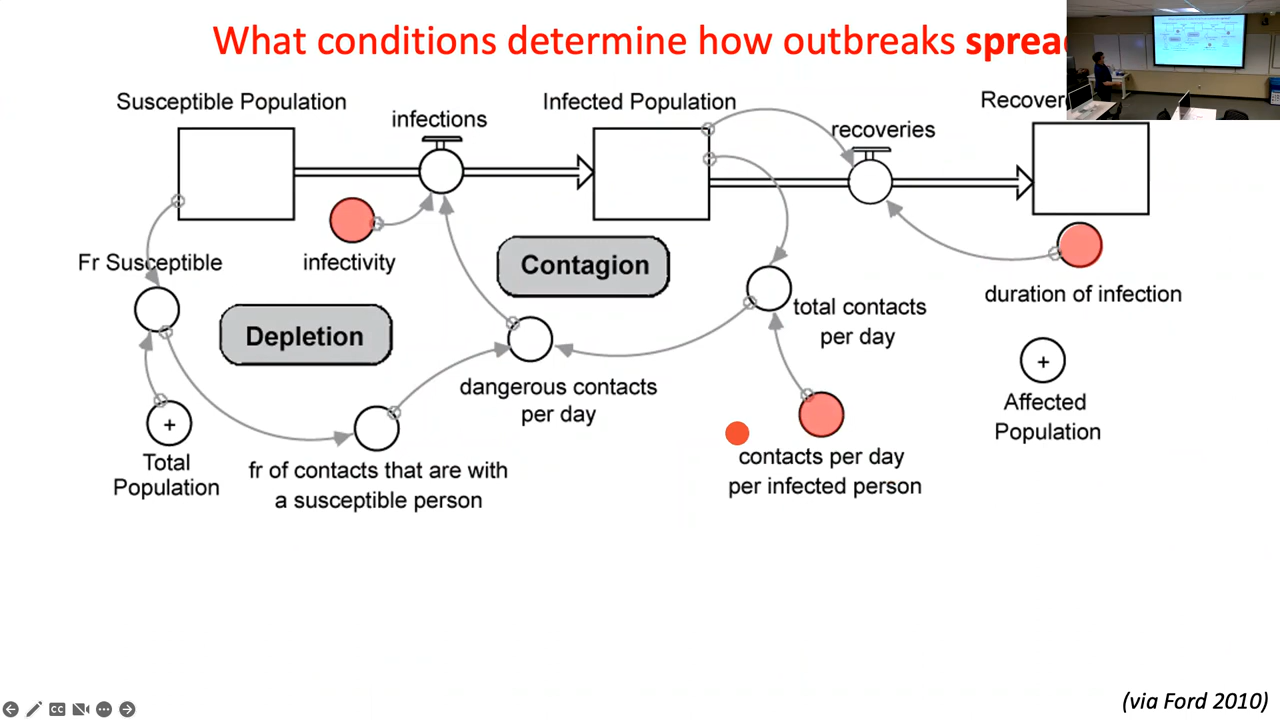 What conditions determine how outbreaks
Susceptible Population
infections
Infected Population
recoveries
infectivity
Fr Susceptible
Contagion
Depletion
total contacts
per day
duration of infection
dangerous contacts
per day
+
Affected
Population
+
Total
Population
fr of contacts that are with
a susceptible person
contacts per day
per infected person
CC
(via Ford 2010)